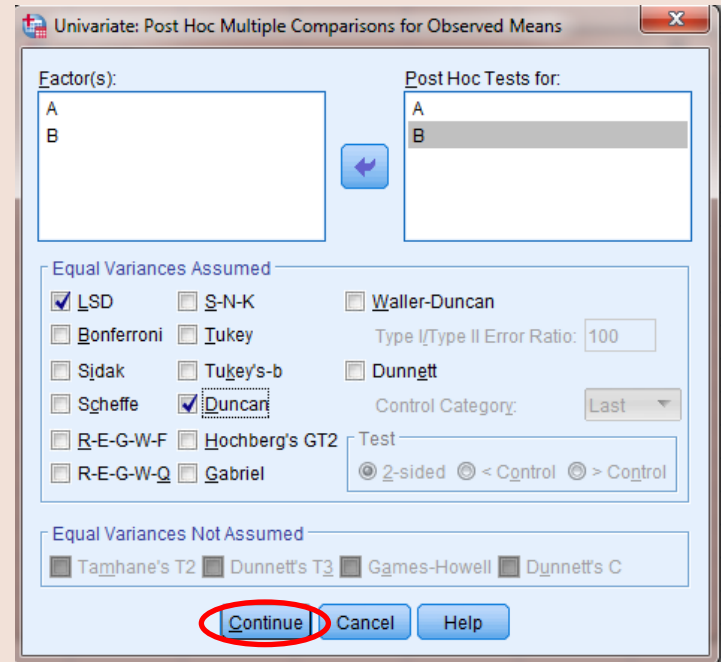 Univariate: Post Hoc Multiple Comparisons for Observed Means
Factor(s):
A
B
Post Hoc Tests for:
A
B
Equal Variances Assumed
LSD S-N-K Waller-Duncan
Bonferroni Tukey Type I/Type II Error Ratio: 100
Sidak Tukey's-b Dunnett
Scheffe Duncan Control Category: Last
R-E-G-W-F Hochberg's GT2 Test
R-E-G-W-Q Gabriel 2-sided < Control > Control
Equal Variances Not Assumed
Tamhane's T2 Dunnett's T3 Games-Howell Dunnett's C
Continue Cancel Help